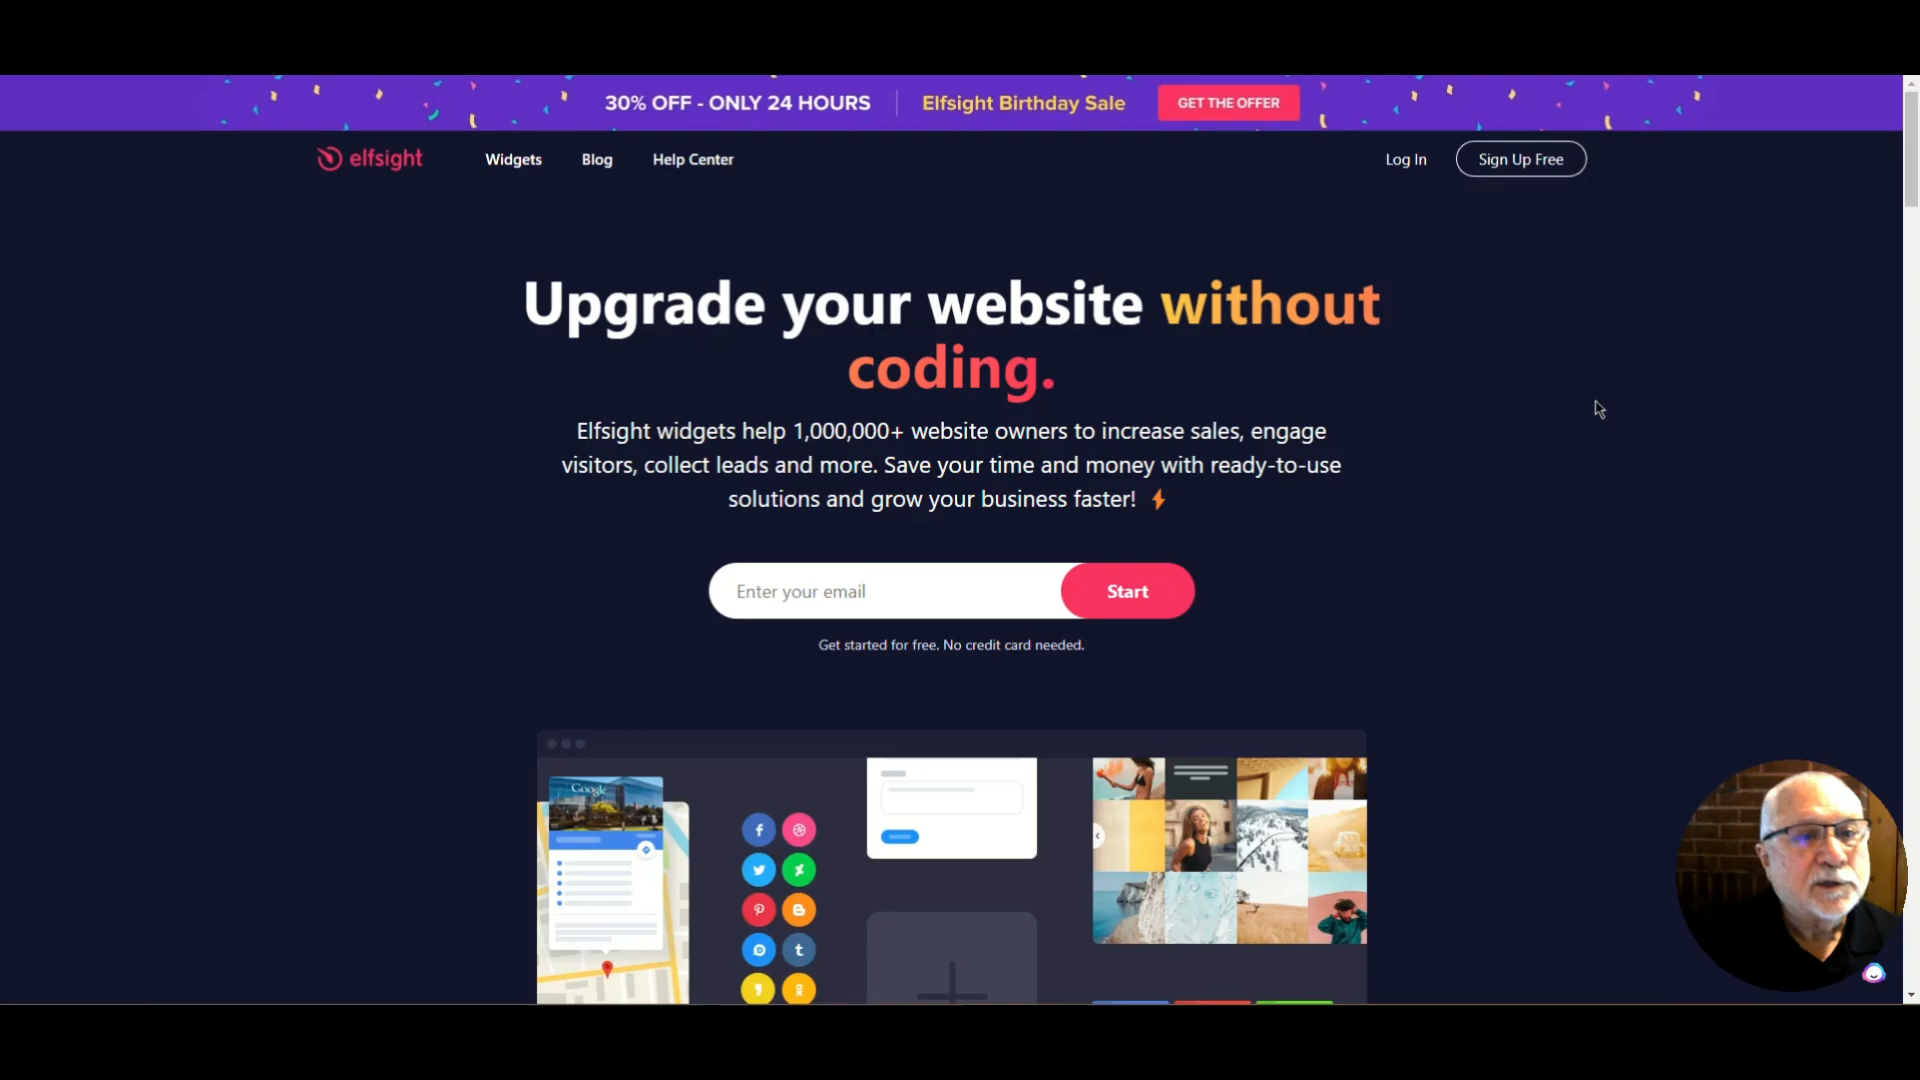 30% OFF - ONLY 24 HOURS
Elfsight Birthday Sale
GET THE OFFER
elfsight
Widgets
Blog
Help Center
Log In
Sign Up Free
Upgrade your website without
coding.
Elfsight widgets help 1,000,000+ website owners to increase sales, engage
visitors, collect leads and more. Save your time and money with ready-to-use
solutions and grow your business faster!
Enter your email
Start
Get started for free. No credit card needed.
Google